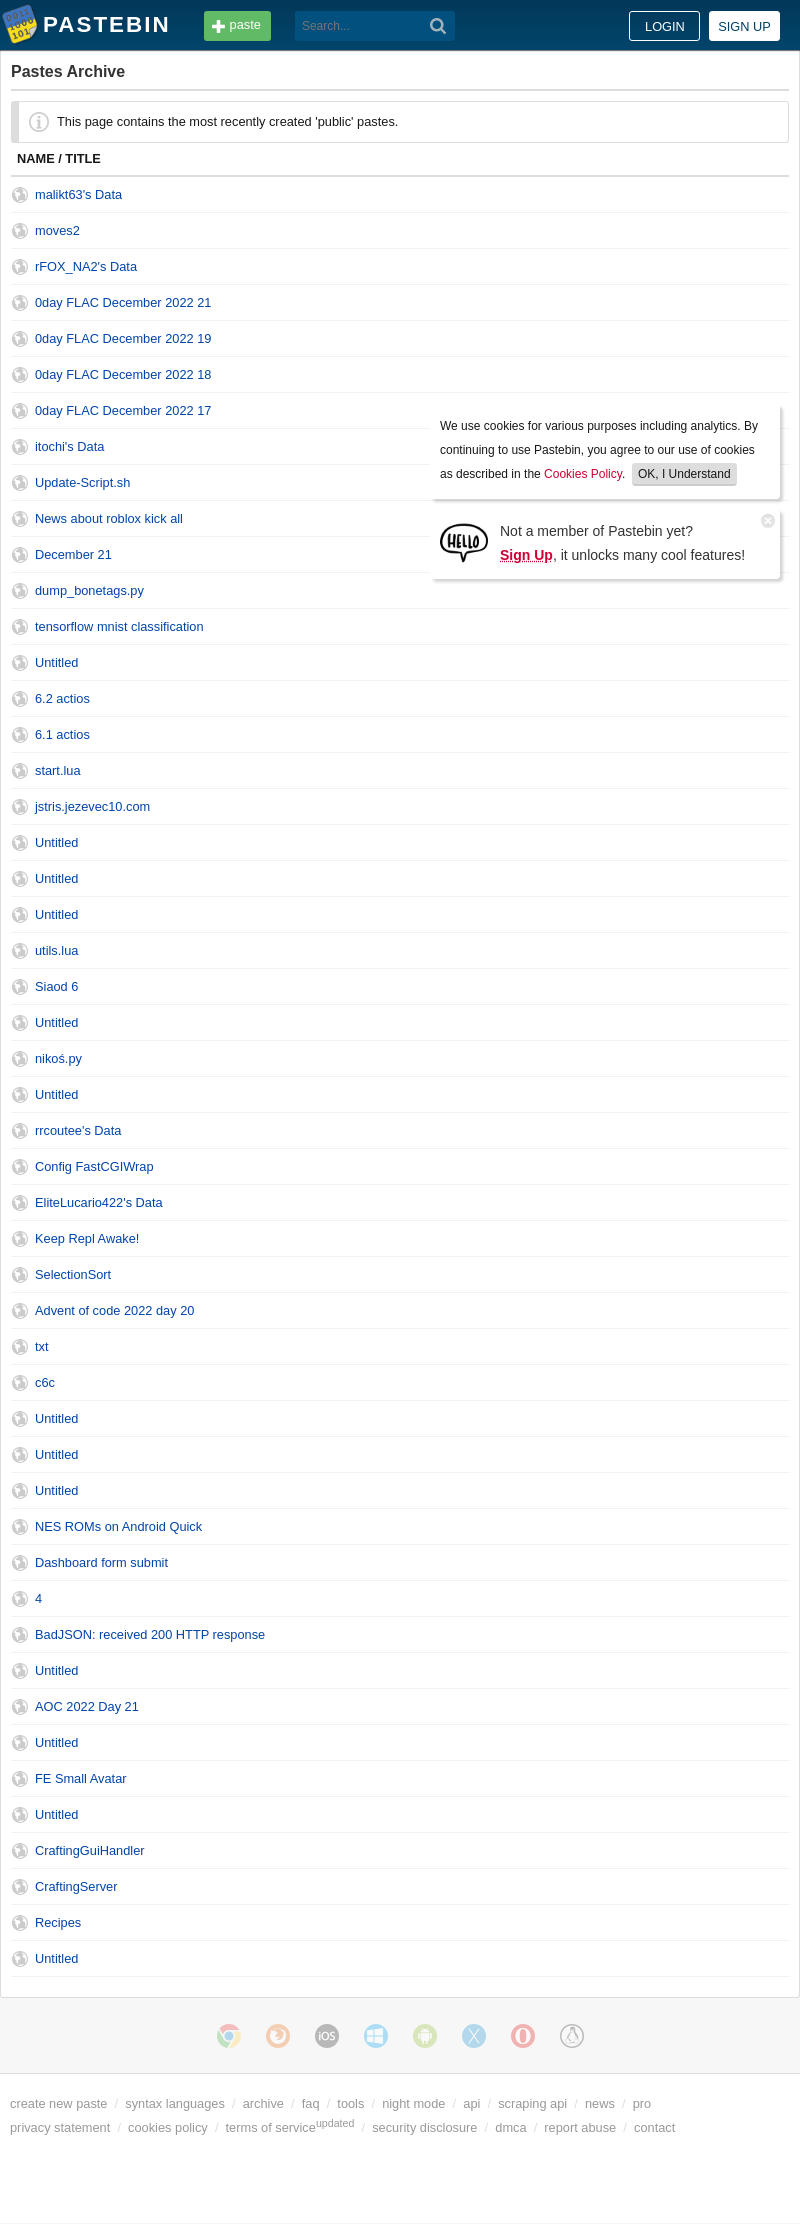 PASTEBIN paste Search... LOGIN SIGN UP
Pastes Archive
This page contains the most recently created 'public' pastes.
NAME / TITLE
malikt63's Data
moves2
rFOX_NA2's Data
0day FLAC December 2022 21
0day FLAC December 2022 19
0day FLAC December 2022 18
0day FLAC December 2022 17
itochi's Data
Update-Script.sh
News about roblox kick all
December 21
We use cookies for various purposes including analytics. By
continuing to use Pastebin, you agree to our use of cookies
as described in the Cookies Policy. OK, I Understand
HELLO
Not a member of Pastebin yet?
Sign Up, it unlocks many cool features!
dump_bonetags.py
tensorflow mnist classification
Untitled
6.2 actios
6.1 actios
start.lua
jstris.jezevec10.com
Untitled
Untitled
Untitled
utils.lua
Siaod 6
Untitled
nikoś.py
Untitled
rrcoutee's Data
Config FastCGIWrap
EliteLucario422's Data
Keep Repl Awake!
SelectionSort
Advent of code 2022 day 20
txt
c6c
Untitled
Untitled
Untitled
NES ROMs on Android Quick
Dashboard form submit
4
BadJSON: received 200 HTTP response
Untitled
AOC 2022 Day 21
Untitled
FE Small Avatar
Untitled
CraftingGuiHandler
CraftingServer
Recipes
Untitled
iOS
create new paste / syntax languages / archive / faq / tools / night mode / api / scraping api / news / pro
privacy statement / cookies policy / terms of service updated / security disclosure / dmca / report abuse / contact